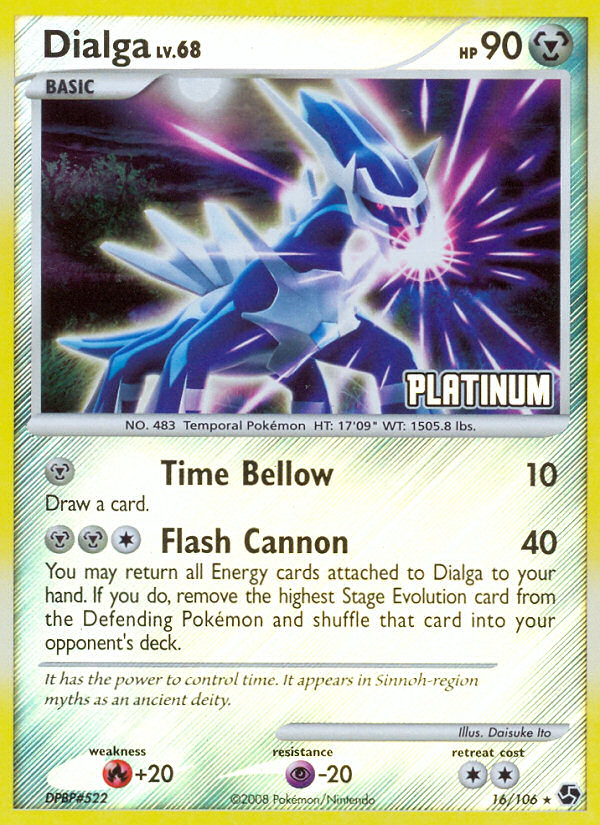 Dialga LV.68 HP 90
BASIC
PLATINUM
NO. 483 Temporal Pokémon HT: 17'09" WT: 1505.8 lbs.
Time Bellow 10
Draw a card.
Flash Cannon 40
You may return all Energy cards attached to Dialga to your
hand. If you do, remove the highest Stage Evolution card from
the Defending Pokémon and shuffle that card into your
opponent's deck.
It has the power to control time. It appears in Sinnoh-region
myths as an ancient deity.
Illus. Daisuke Ito
weakness resistance retreat cost
+20 -20
DPBP#522 ©2008 Pokémon/Nintendo 16/106 ★